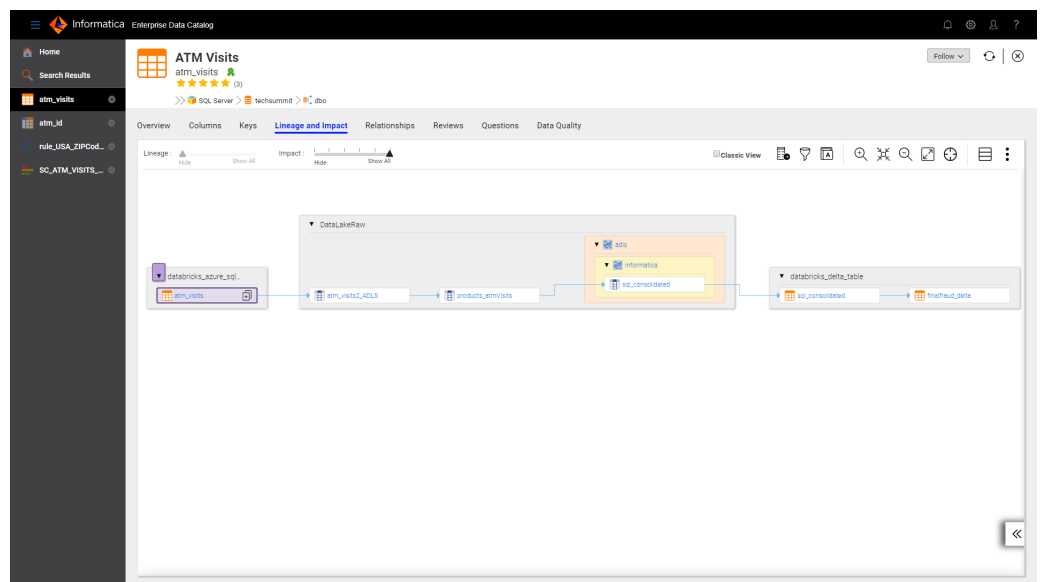 Informatica Enterprise Data Catalog
?
Home
Search Results
atm_visits
atm_id
rule_USA_ZIPCod...
SC_ATM_VISITS_...
ATM Visits
atm_visits
(3)
SQL Server
techsummit
dbo
Follow
Overview Columns Keys Lineage and Impact Relationships Reviews Questions Data Quality
Lineage : Hide Show All
Impact : Hide Show All
Classic View
A
DataLakeRaw
adls
informatica
sql_consolidated
databricks_azure_sql...
atm_visits
atm_visits2_ADLS
products_atmVisits
databricks_delta_table
sql_consolidated
finalfraud_delta